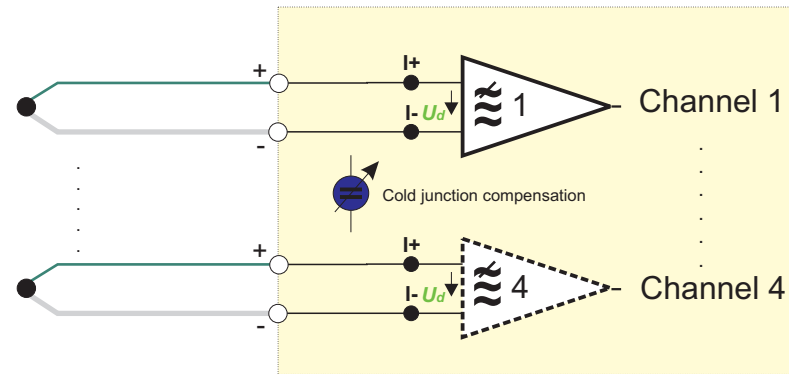 + I+
1 Channel 1
I- Ud
-
Cold junction compensation
+ I+
4 Channel 4
I- Ud
-